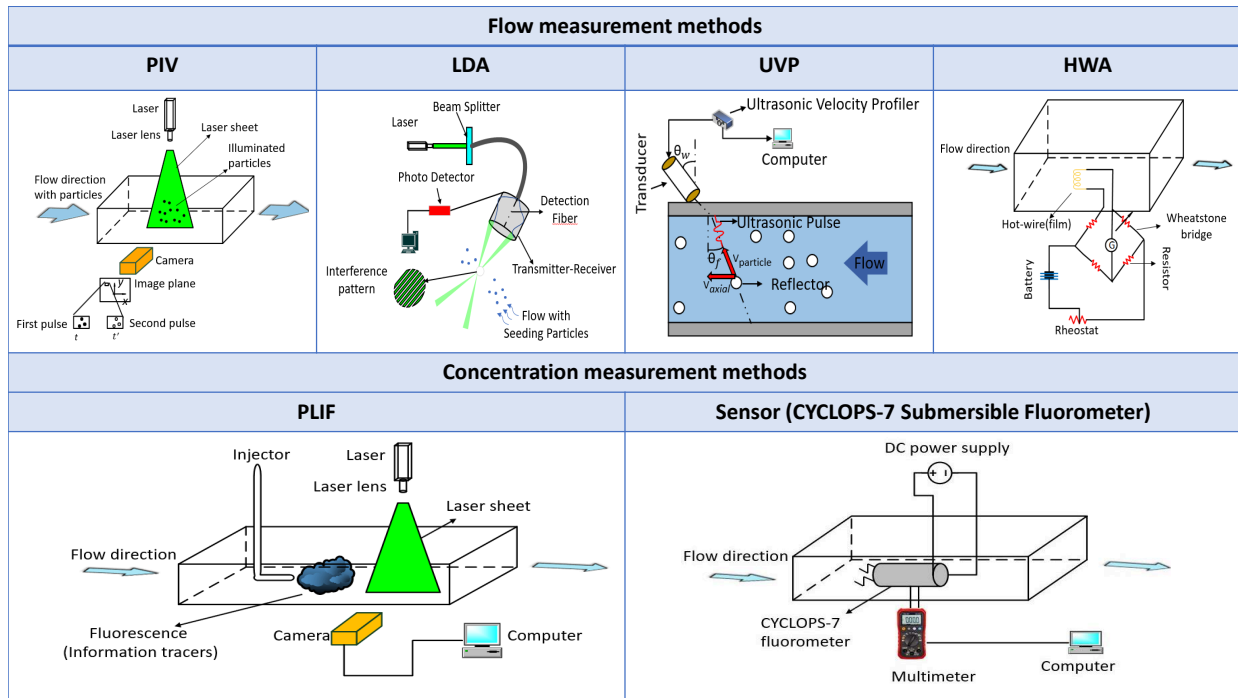 Flow measurement methods
PIV
LDA
UVP
HWA
Laser
Laser lens
Laser sheet
Illuminated
particles
Flow direction
with particles
Camera
Image plane
y
x
First pulse
Second pulse
t
t'
Beam Splitter
Laser
Photo Detector
Detection
Fiber
Interference
pattern
Transmitter-Receiver
Flow with
Seeding Particles
Transducer
θw
Ultrasonic Velocity Profiler
Computer
Ultrasonic Pulse
θf
Vparticle
Vaxial
Flow
Reflector
Flow direction
Hot-wire(film)
Wheatstone
bridge
G
Resistor
Battery
Rheostat
Concentration measurement methods
PLIF
Sensor (CYCLOPS-7 Submersible Fluorometer)
Injector
Laser
Laser lens
Laser sheet
Flow direction
Fluorescence
(Information tracers)
Camera
Computer
DC power supply
+ -
Flow direction
CYCLOPS-7
fluorometer
Multimeter
Computer